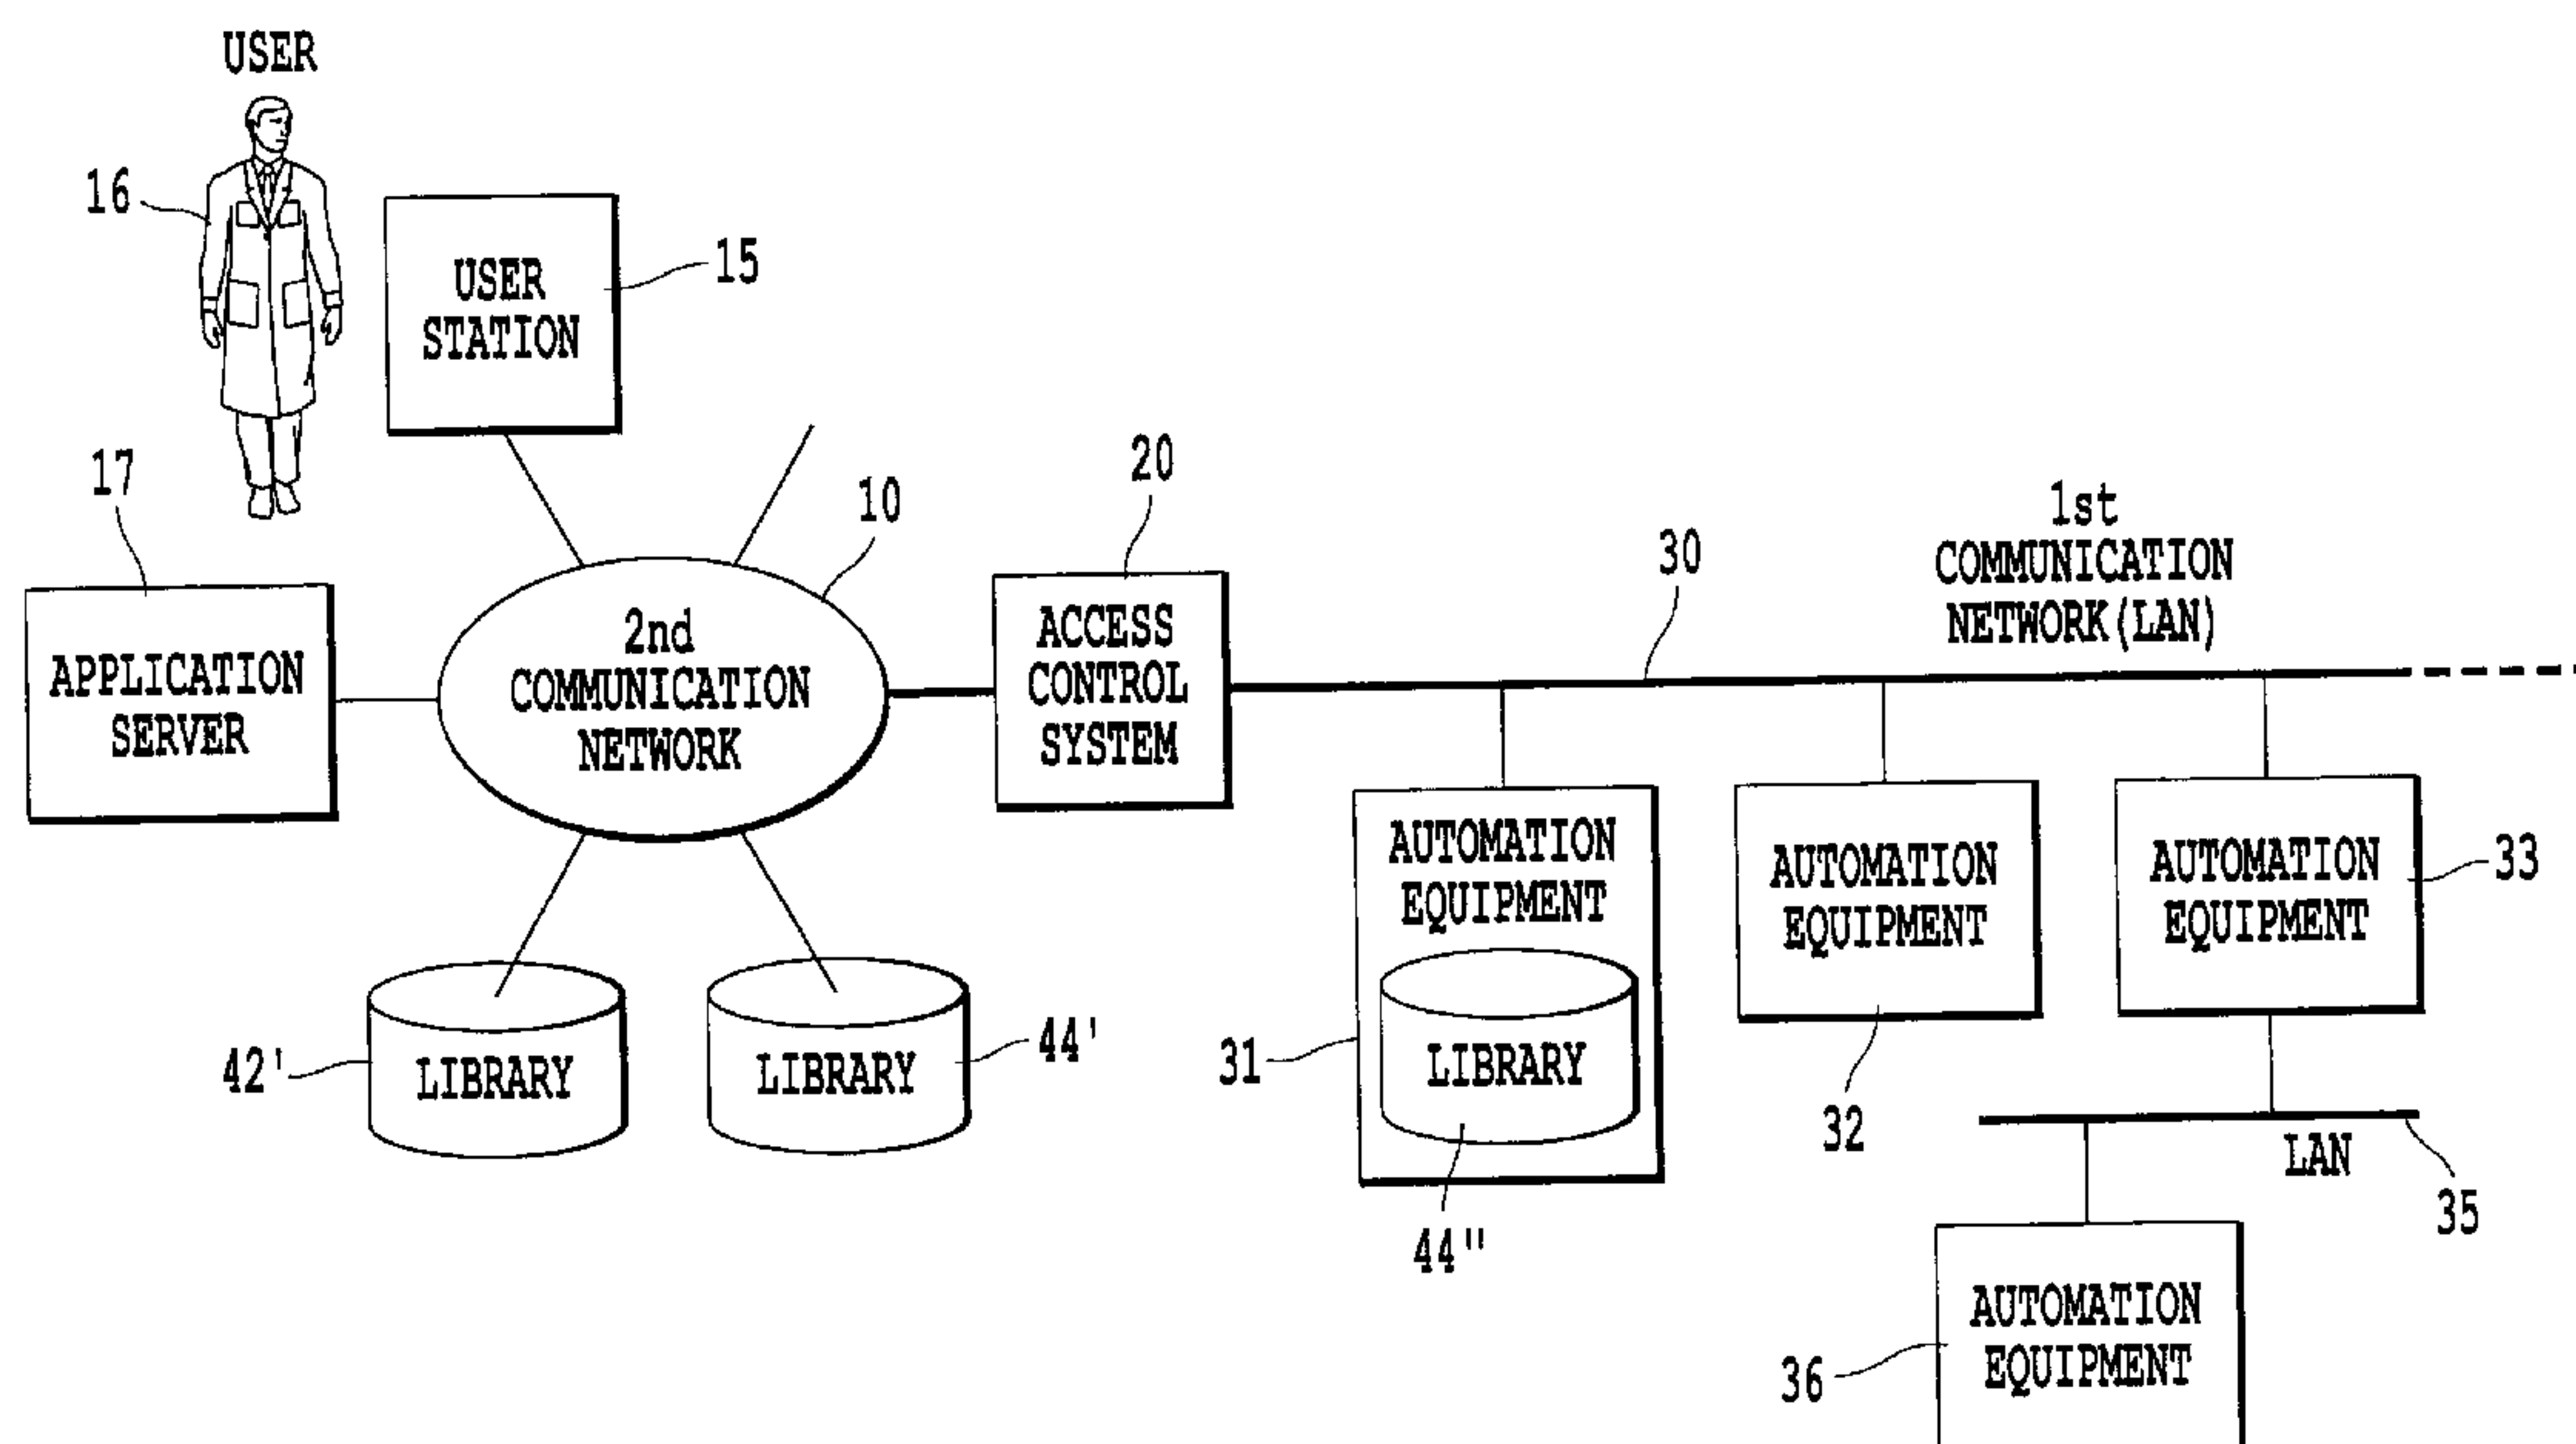 USER
16
USER
STATION
15
17
10
20
1st
COMMUNICATION
NETWORK(LAN)
30
APPLICATION
SERVER
2nd
COMMUNICATION
NETWORK
ACCESS
CONTROL
SYSTEM
AUTOMATION
EQUIPMENT
AUTOMATION
EQUIPMENT
AUTOMATION
EQUIPMENT
33
42'
LIBRARY
LIBRARY
44'
31
LIBRARY
44"
32
LAN
35
AUTOMATION
EQUIPMENT
36